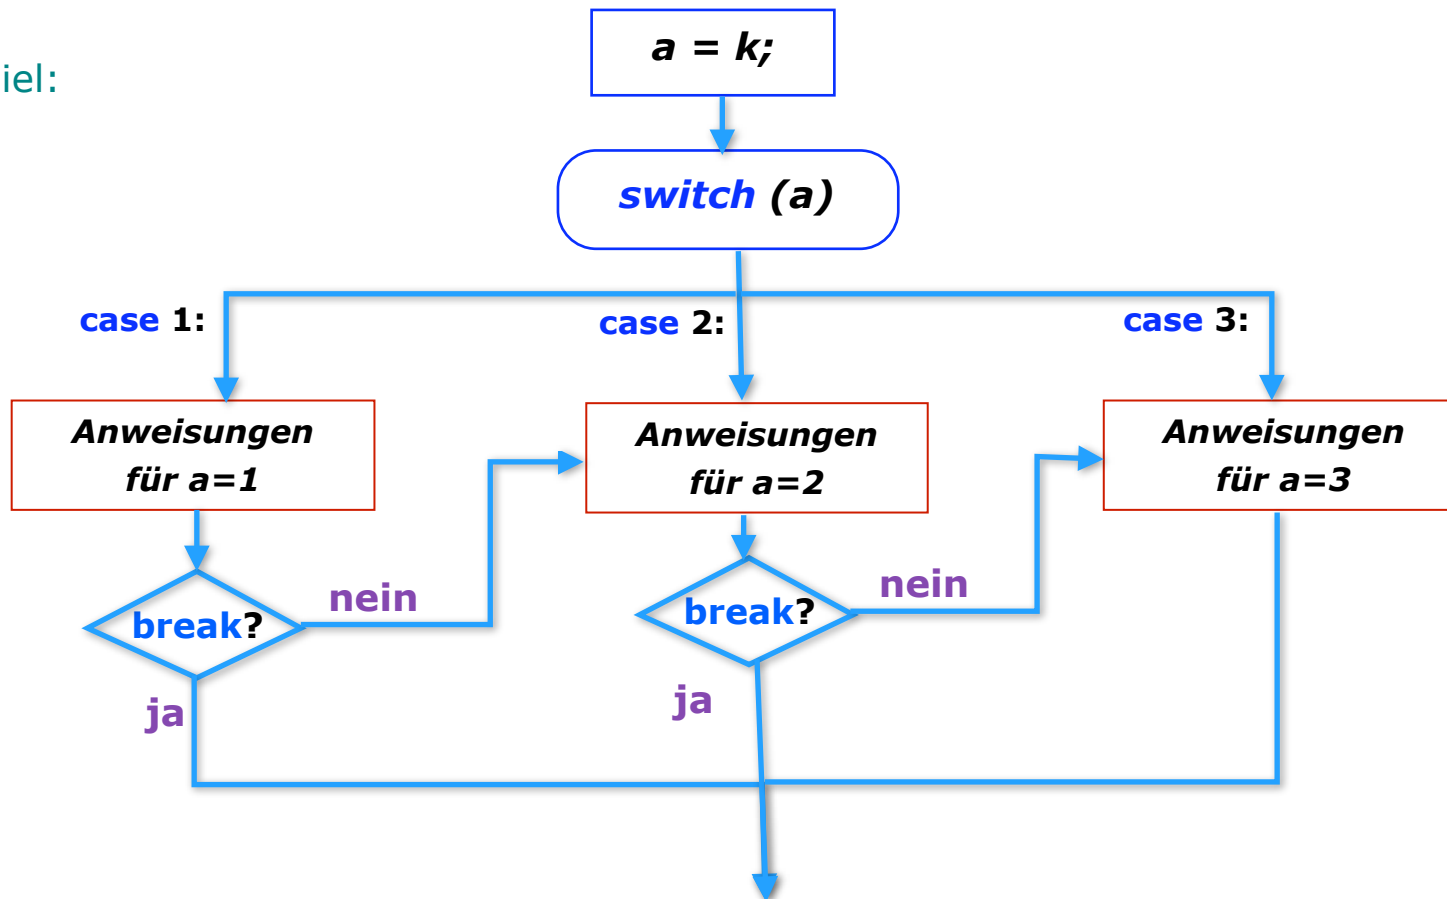 iel:
a = k;
switch (a)
case 1:
case 2:
case 3:
Anweisungen
für a=1
Anweisungen
für a=2
Anweisungen
für a=3
break?
nein
ja
break?
nein
ja